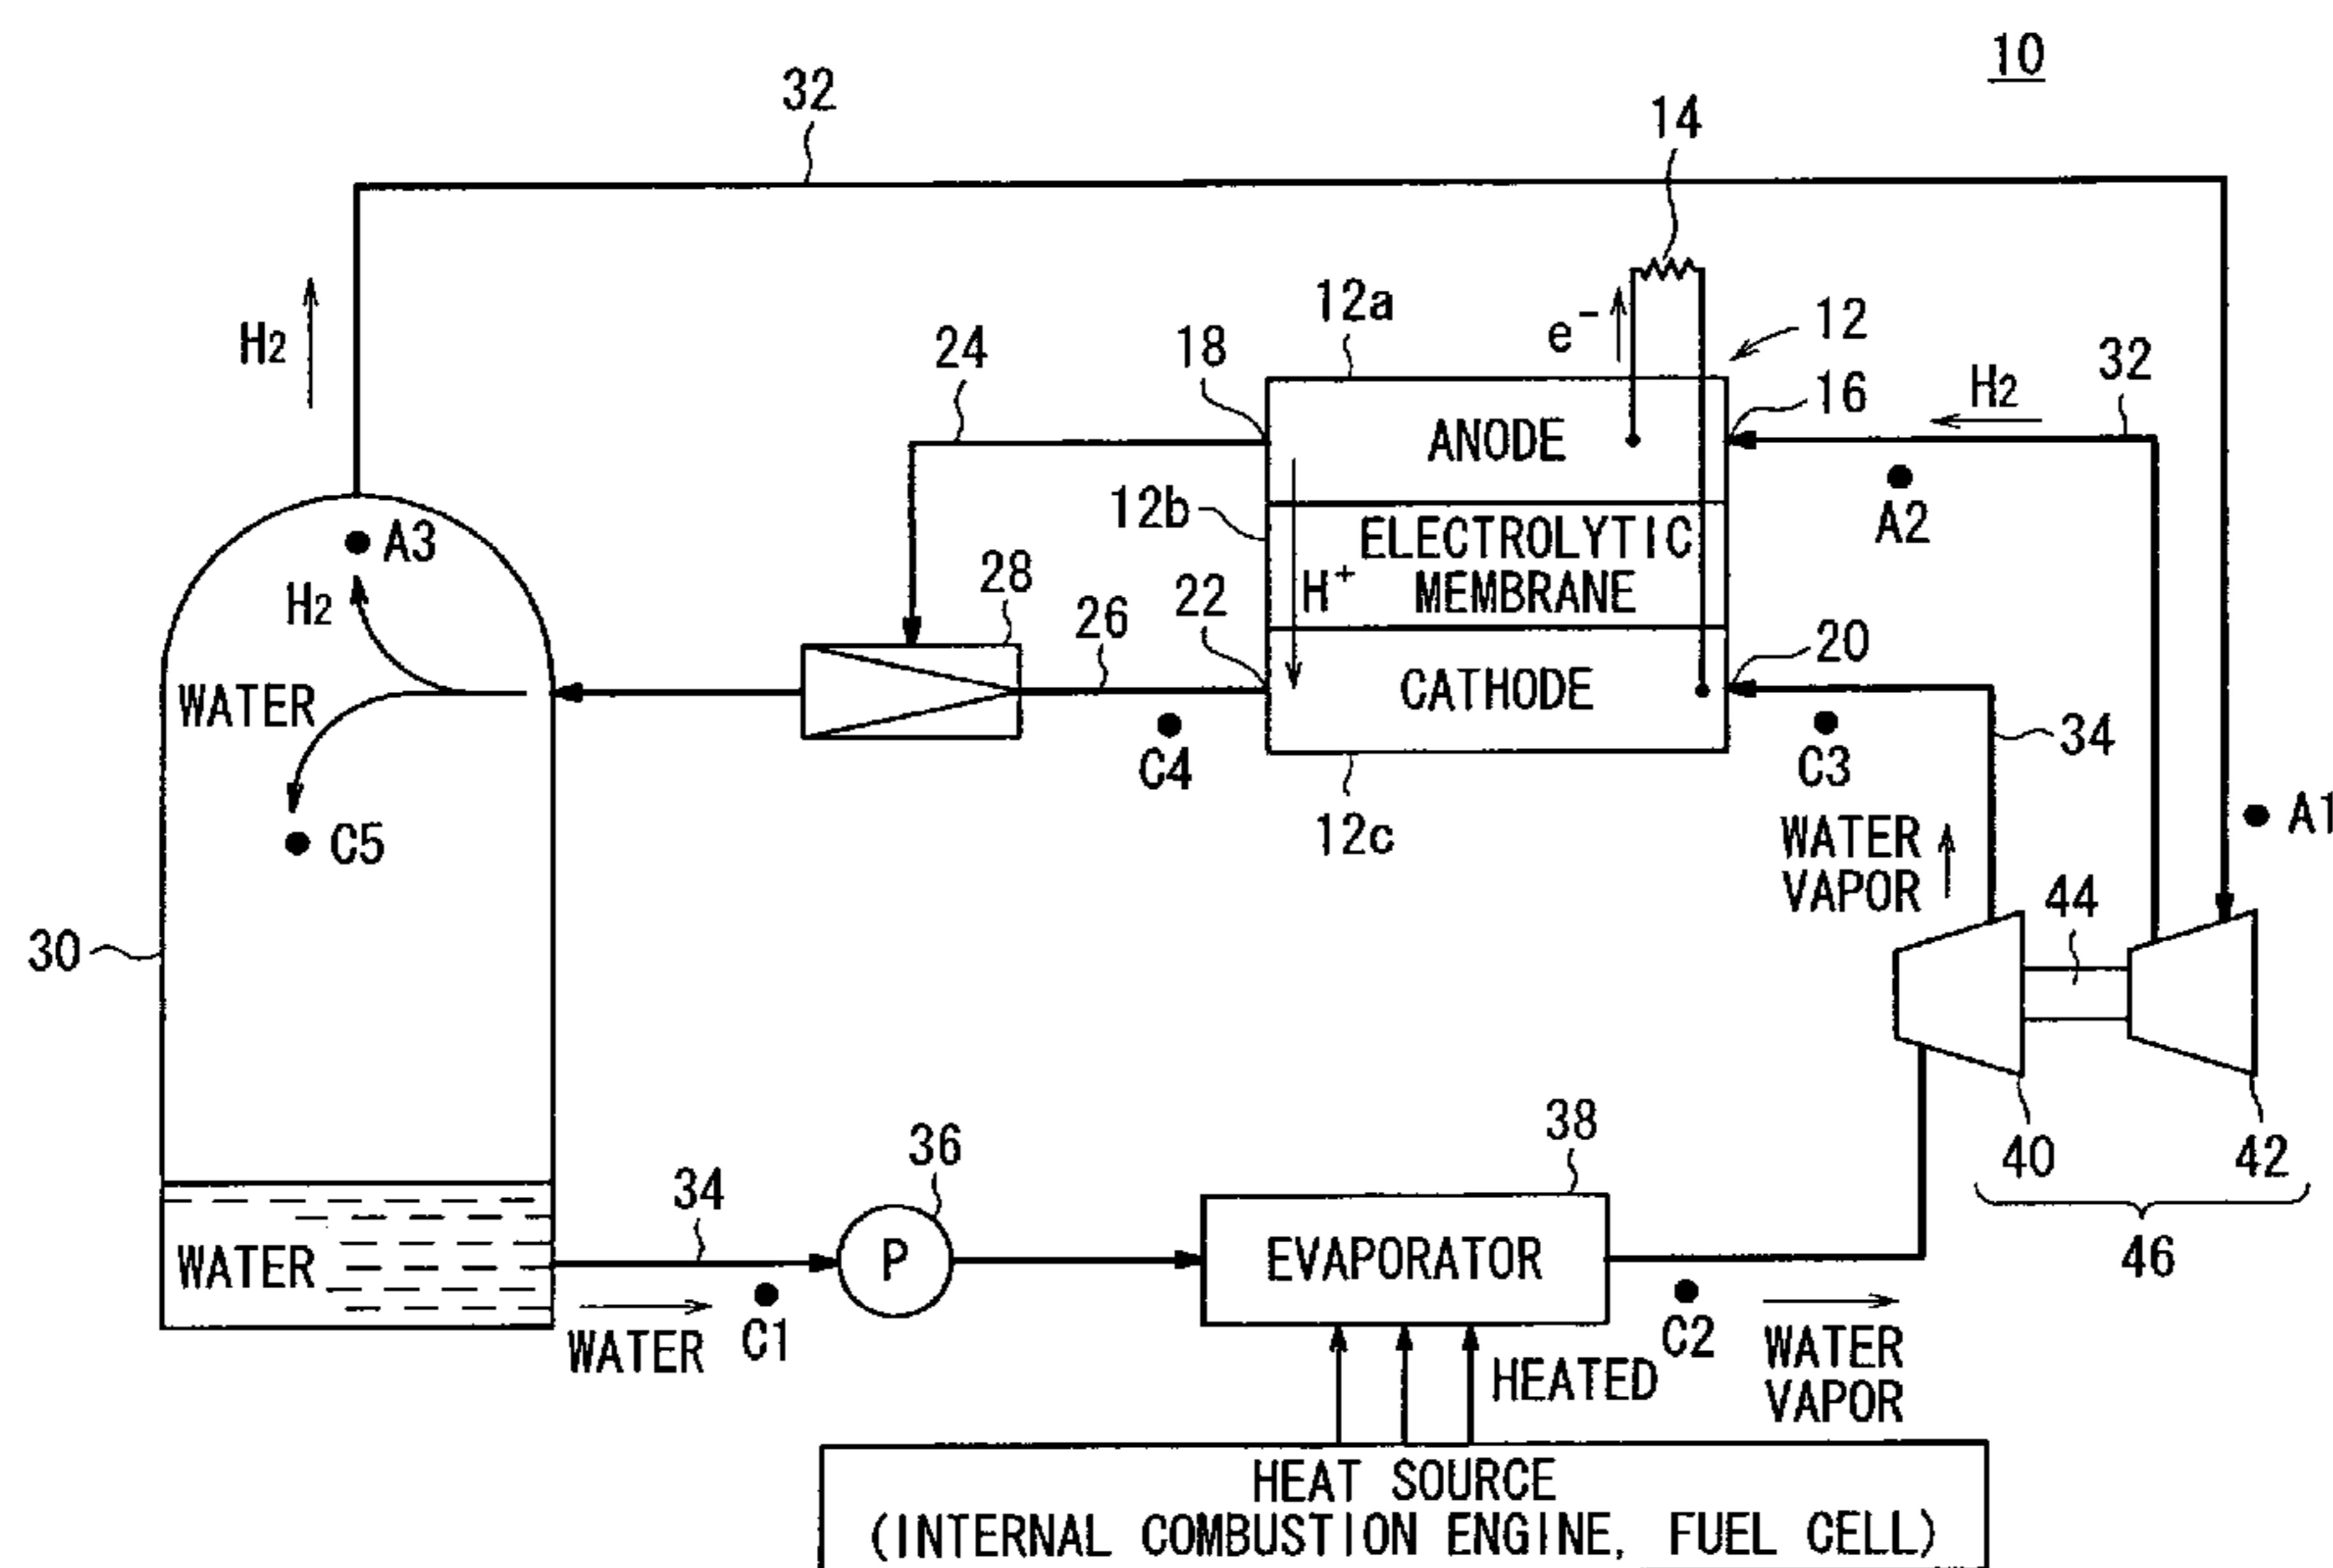 10
32
14
12a
12
H2
e-
18
24
16
H2
32
ANODE
12b
A2
A3
ELECTROLYTIC
MEMBRANE
28
H+
22
H2
26
20
WATER
CATHODE
34
C4
C3
C5
12c
WATER
VAPOR
A1
44
30
38
36
40
42
34
46
WATER
P
EVAPORATOR
C1
WATER
C2
WATER
VAPOR
HEATED
HEAT SOURCE
(INTERNAL COMBUSTION ENGINE, FUEL CELL)